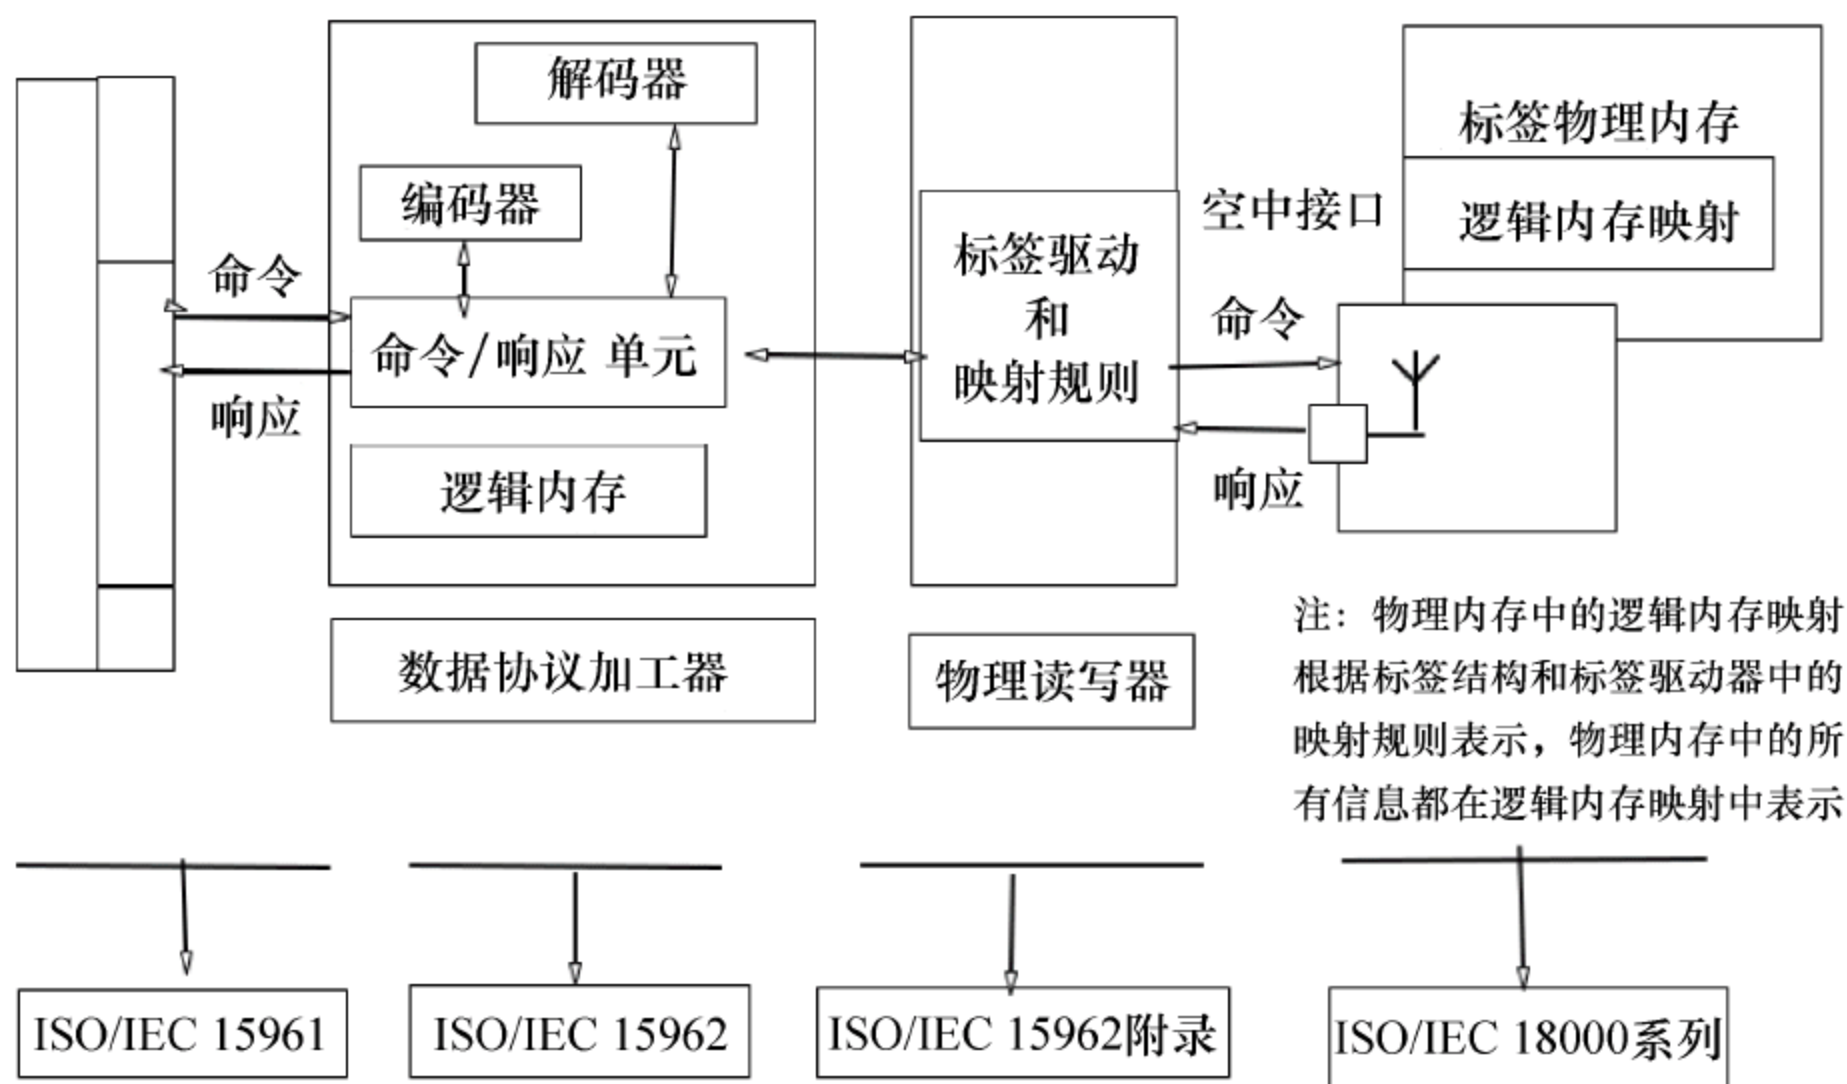 解码器
编码器
命令
命令/响应 单元
响应
逻辑内存
数据协议加工器
标签驱动
和
映射规则
物理读写器
空中接口
命令
响应
标签物理内存
逻辑内存映射
注：物理内存中的逻辑内存映射
根据标签结构和标签驱动器中的
映射规则表示，物理内存中的所
有信息都在逻辑内存映射中表示
ISO/IEC 15961
ISO/IEC 15962
ISO/IEC 15962附录
ISO/IEC 18000系列